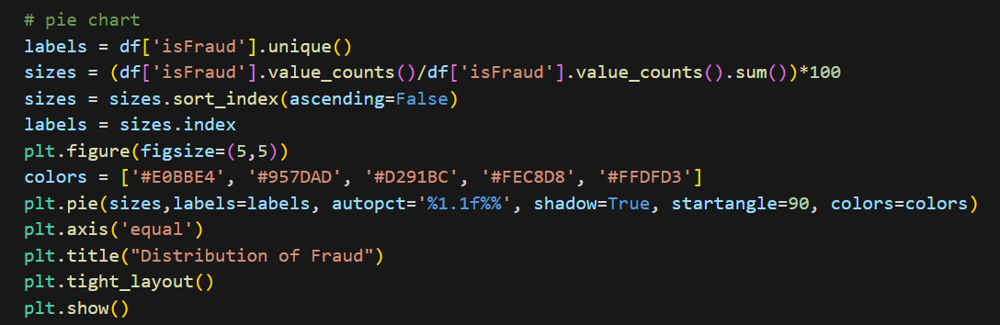 # pie chart
labels = df['isFraud'].unique()
sizes = (df['isFraud'].value_counts()/df['isFraud'].value_counts().sum())*100
sizes = sizes.sort_index(ascending=False)
labels = sizes.index
plt.figure(figsize=(5,5))
colors = ['#E0BBE4', '#957DAD', '#D291BC', '#FEC8D8', '#FFDFD3']
plt.pie(sizes,labels=labels, autopct='%1.1f%%', shadow=True, startangle=90, colors=colors)
plt.axis('equal')
plt.title("Distribution of Fraud")
plt.tight_layout()
plt.show()